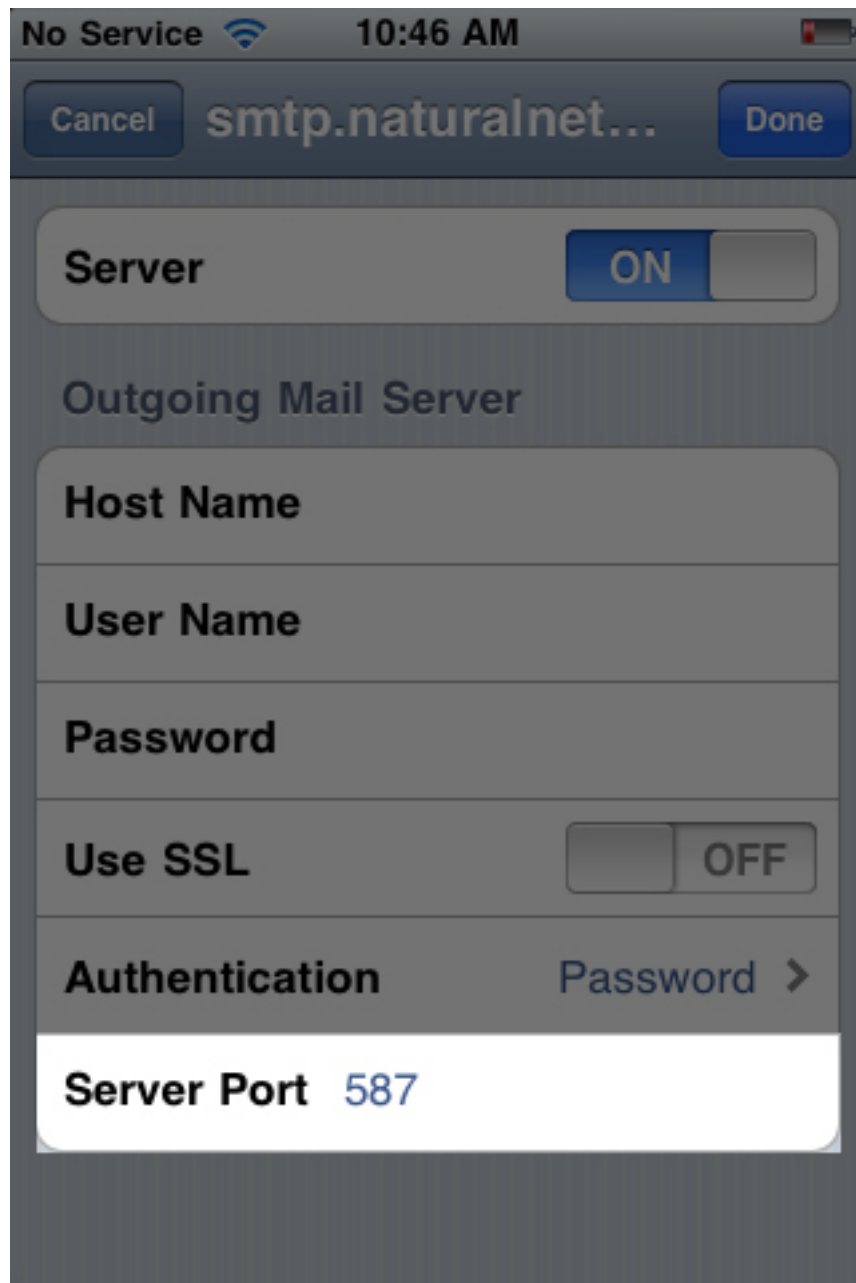 No Service 10:46 AM
Cancel smtp.naturalnet... Done
Server ON
Outgoing Mail Server
Host Name
User Name
Password
Use SSL OFF
Authentication Password
Server Port 587